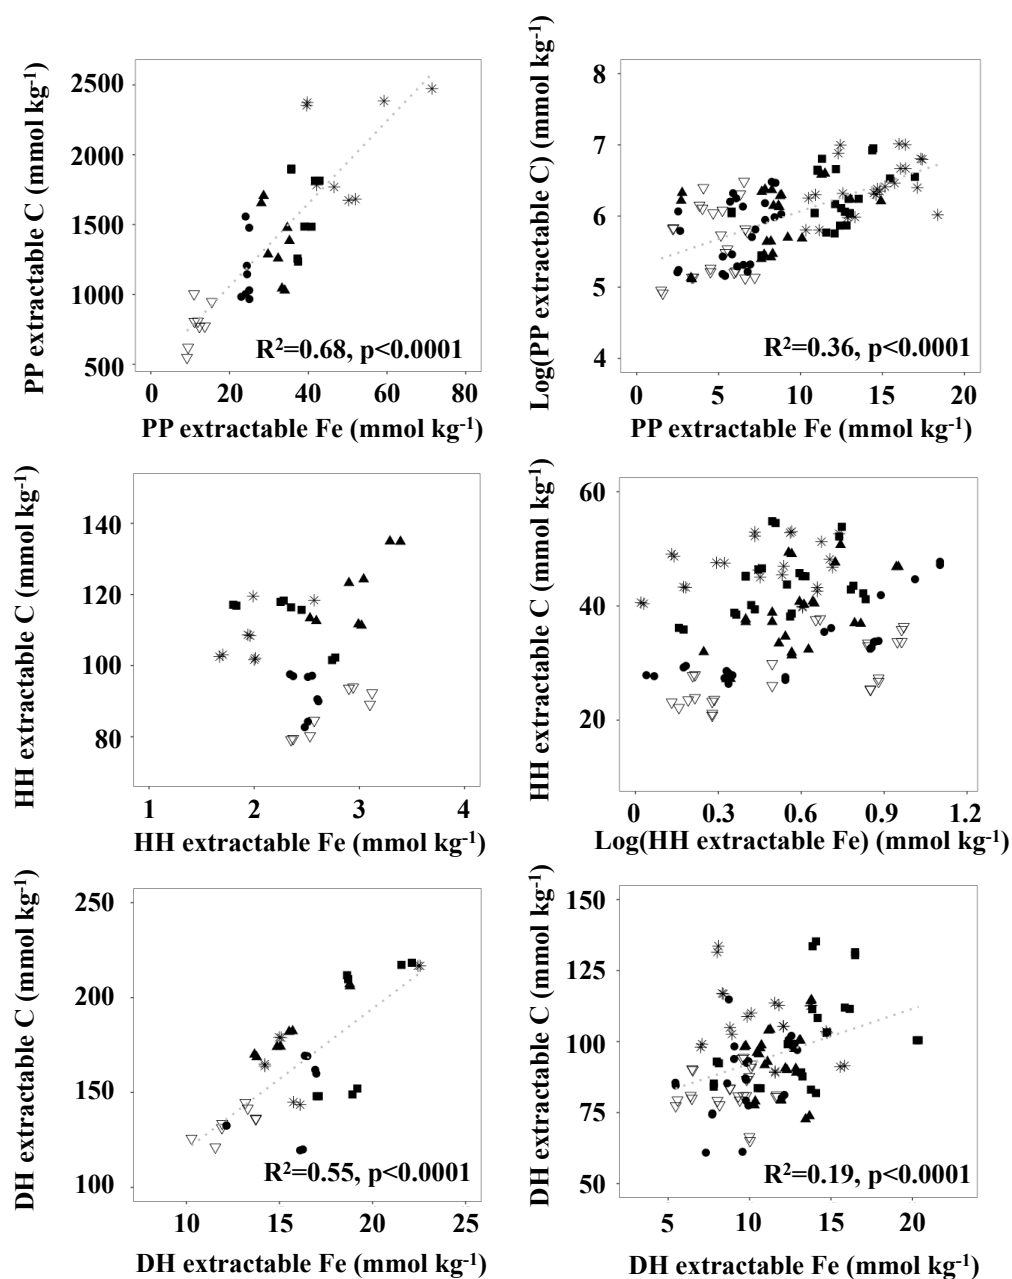 PP extractable C (mmol kg⁻¹)
2500
2000
1500
1000
500
R²=0.68, p<0.0001
0 20 40 60 80
PP extractable Fe (mmol kg⁻¹)
Log(PP extractable C) (mmol kg⁻¹)
8
7
6
5
4
R²=0.36, p<0.0001
0 5 10 15 20
PP extractable Fe (mmol kg⁻¹)
HH extractable C (mmol kg⁻¹)
140
120
100
80
1 2 3 4
HH extractable Fe (mmol kg⁻¹)
HH extractable C (mmol kg⁻¹)
60
40
20
0 0.3 0.6 0.9 1.2
Log(HH extractable Fe) (mmol kg⁻¹)
DH extractable C (mmol kg⁻¹)
250
200
150
100
R²=0.55, p<0.0001
10 15 20 25
DH extractable Fe (mmol kg⁻¹)
DH extractable C (mmol kg⁻¹)
150
125
100
75
50
R²=0.19, p<0.0001
5 10 15 20
DH extractable Fe (mmol kg⁻¹)